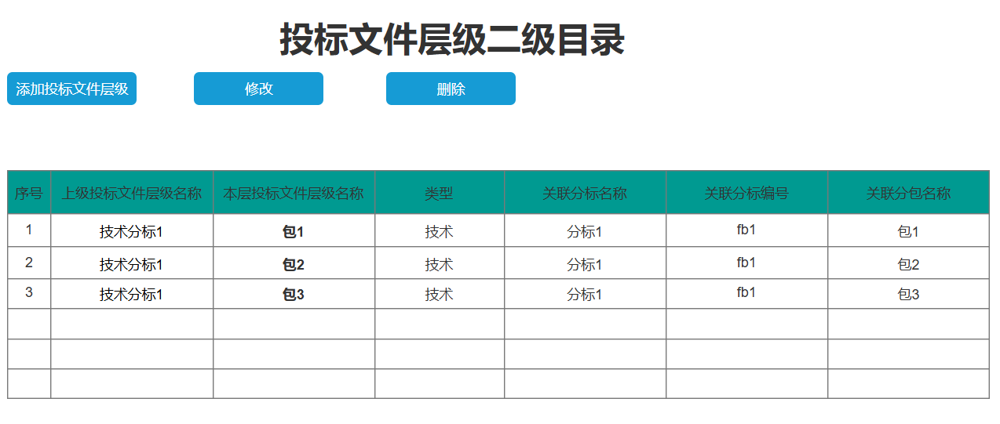 投标文件层级二级目录
添加投标文件层级 修改 删除
序号 上级投标文件层级名称 本层投标文件层级名称 类型 关联分标名称 关联分标编号 关联分包名称
1 技术分标1 包1 技术 分标1 fb1 包1
2 技术分标1 包2 技术 分标1 fb1 包2
3 技术分标1 包3 技术 分标1 fb1 包3